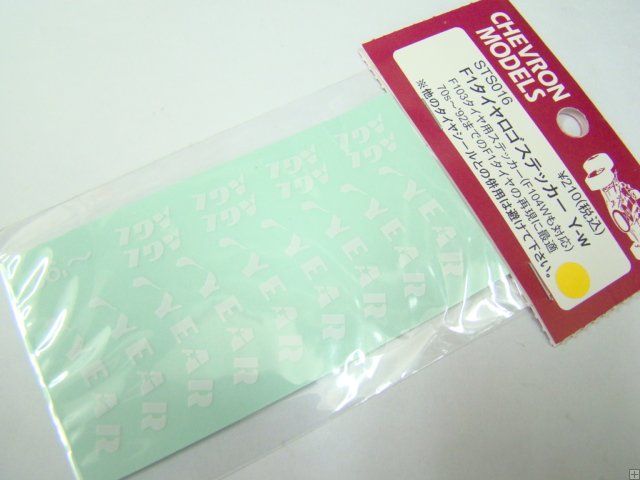 CHEVRON
MODELS
STS016
F1タイヤロゴステッカー Y-w
¥210(税込)
F103タイヤ用ステッカー(F104Wも対応)
70s〜'92までのF1タイヤの再現に最適
※他のタイヤシールとの併用は避けて下さい。
YEAR
YEAR
YEAR
YEAR
YEAR
YEAR
YEAR
YEAR